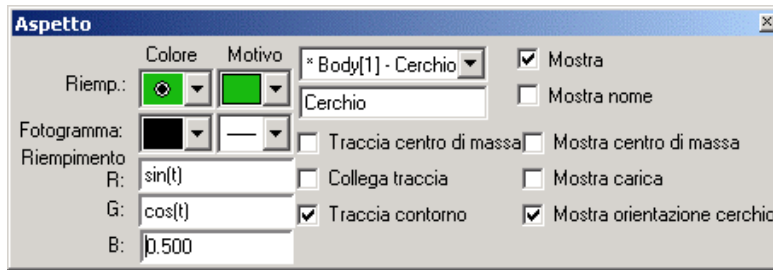 Aspetto
Colore Motivo * Body[1] - Cerchio Mostra
Riemp.: Cerchio Mostra nome
Fotogramma: Traccia centro di massa Mostra centro di massa
Riempimento
R: sin(t) Collega traccia Mostra carica
G: cos(t) Traccia contorno Mostra orientazione cerchio
B: 0.500